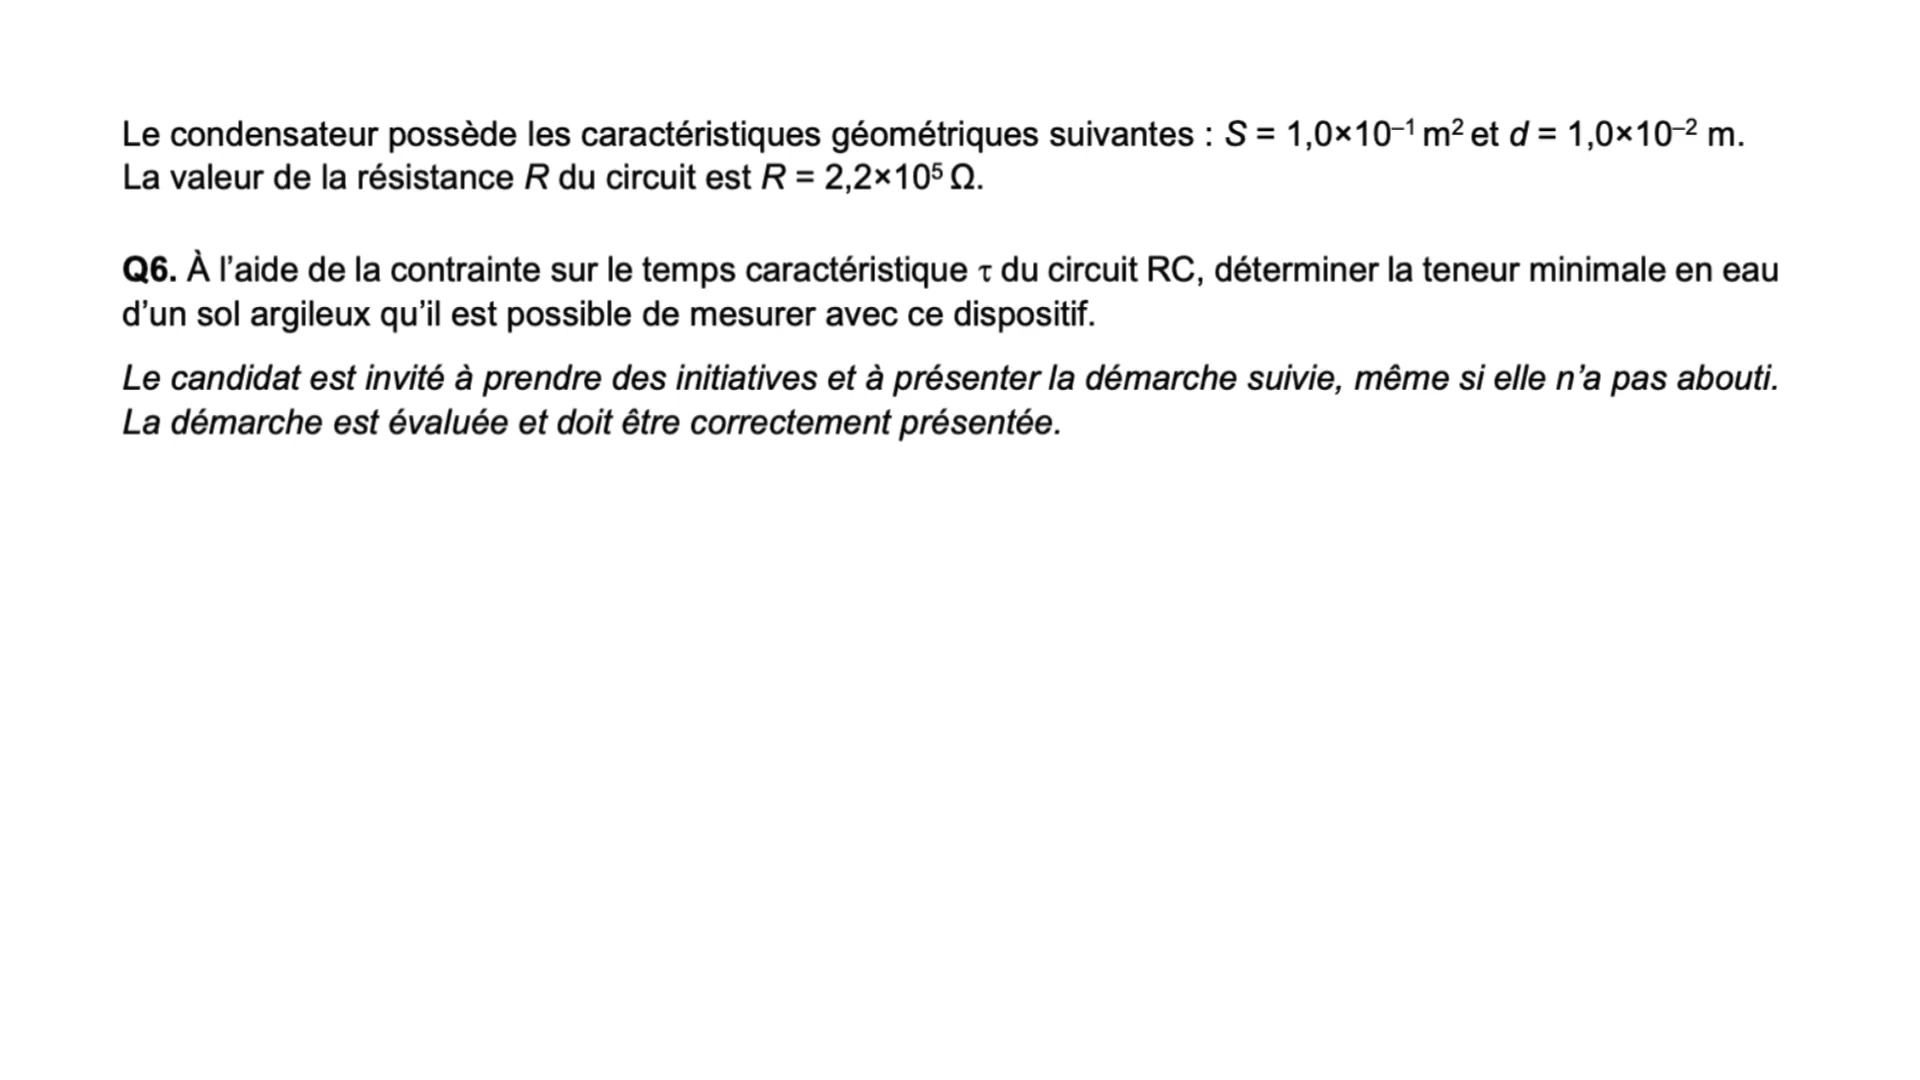 Le condensateur possède les caractéristiques géométriques suivantes : S = 1,0×10⁻¹ m² et d = 1,0×10⁻² m.
La valeur de la résistance R du circuit est R = 2,2×10⁵ Ω.
Q6. À l’aide de la contrainte sur le temps caractéristique τ du circuit RC, déterminer la teneur minimale en eau
d’un sol argileux qu’il est possible de mesurer avec ce dispositif.
Le candidat est invité à prendre des initiatives et à présenter la démarche suivie, même si elle n’a pas abouti.
La démarche est évaluée et doit être correctement présentée.